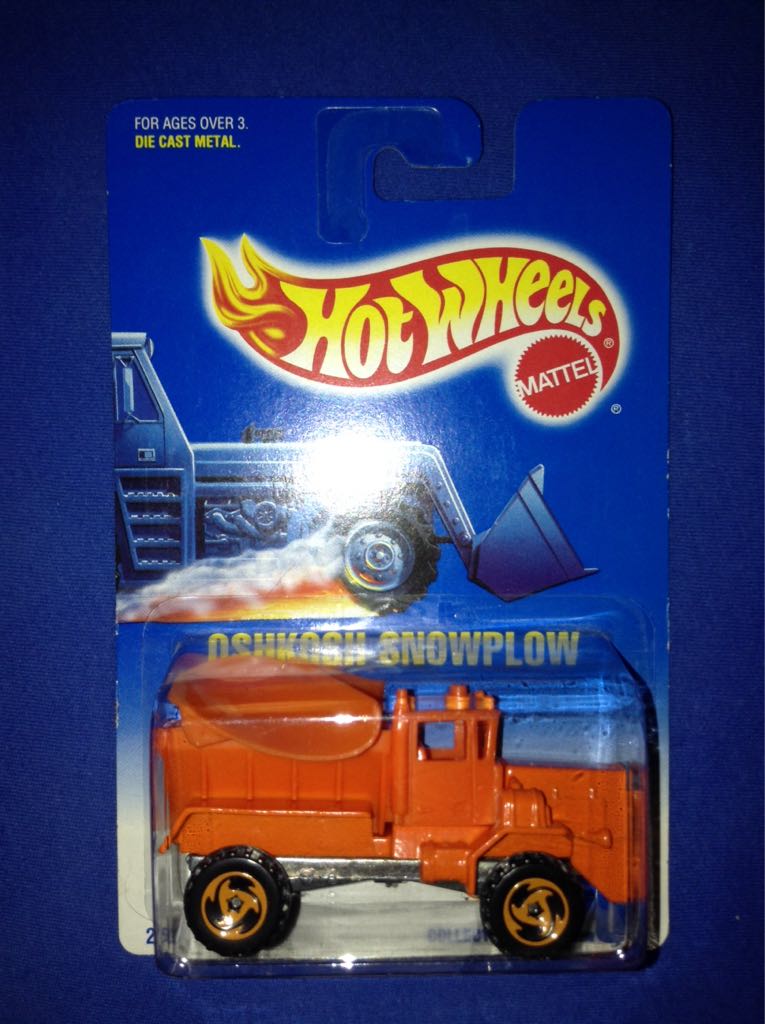 FOR AGES OVER 3.
DIE CAST METAL.
Hot Wheels ®
MATTEL
℗
OSHKOSH SNOWPLOW